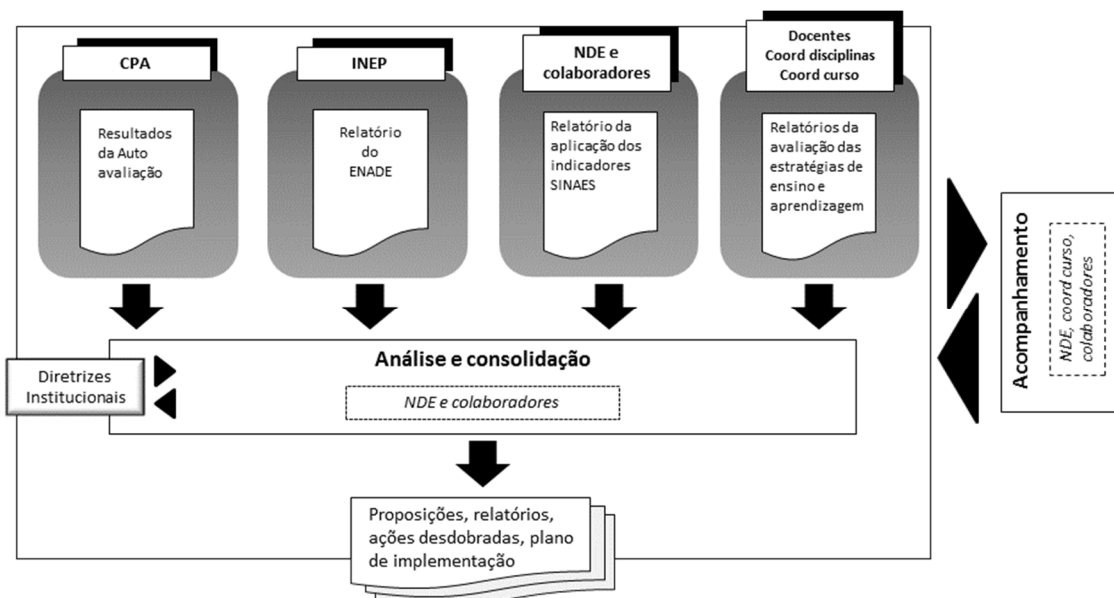 CPA
Resultados
da Auto
avaliação
INEP
Relatório
do
ENADE
NDE e
colaboradores
Relatório da
aplicação dos
indicadores
SINAES
Docentes
Coord disciplinas
Coord curso
Relatórios da
avaliação das
estratégias de
ensino e
aprendizagem
Diretrizes
Institucionais
Análise e consolidação
NDE e colaboradores
Proposições, relatórios,
ações desdobradas, plano
de implementação
Acompanhamento
NDE, coord curso,
colaboradores